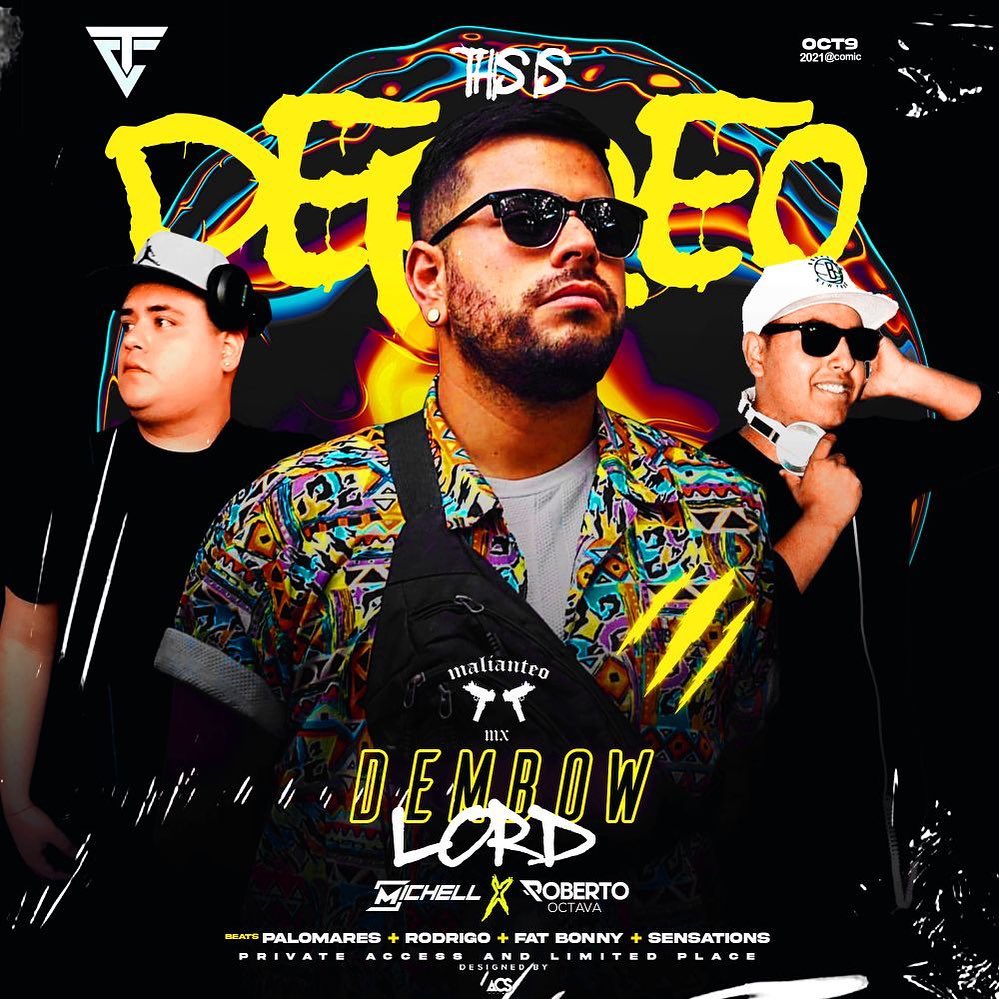 OCT9
2021@comic
THIS IS
malianteo
mx
DEMBOW
LORD
MICHELL X ROBERTO
OCTAVA
BEATS PALOMARES + RODRIGO + FAT BONNY + SENSATIONS
PRIVATE ACCESS AND LIMITED PLACE
DESIGNED BY
ACS